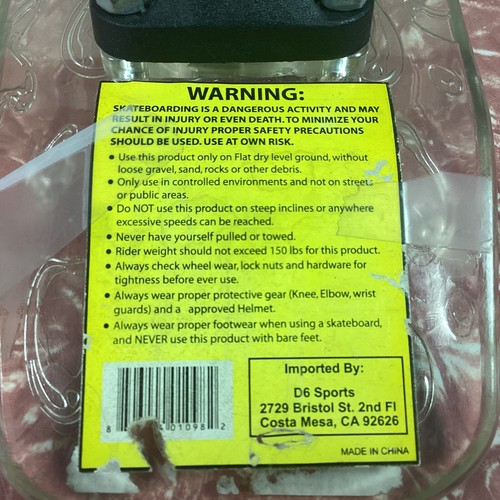 WARNING:
SKATEBOARDING IS A DANGEROUS ACTIVITY AND MAY
RESULT IN INJURY OR EVEN DEATH. TO MINIMIZE YOUR
CHANCE OF INJURY PROPER SAFETY PRECAUTIONS
SHOULD BE USED. USE AT OWN RISK.
• Use this product only on Flat dry level ground, without
loose gravel, sand, rocks or other debris.
• Only use in controlled environments and not on streets
or public areas.
• Do NOT use this product on steep inclines or anywhere
excessive speeds can be reached.
• Never have yourself pulled or towed.
• Rider weight should not exceed 150 lbs for this product.
• Always check wheel wear, lock nuts and hardware for
tightness before ever use.
• Always wear proper protective gear (Knee, Elbow, wrist
guards) and a approved Helmet.
• Always wear proper footwear when using a skateboard,
and NEVER use this product with bare feet.
Imported By:
D6 Sports
2729 Bristol St. 2nd Fl
Costa Mesa, CA 92626
MADE IN CHINA